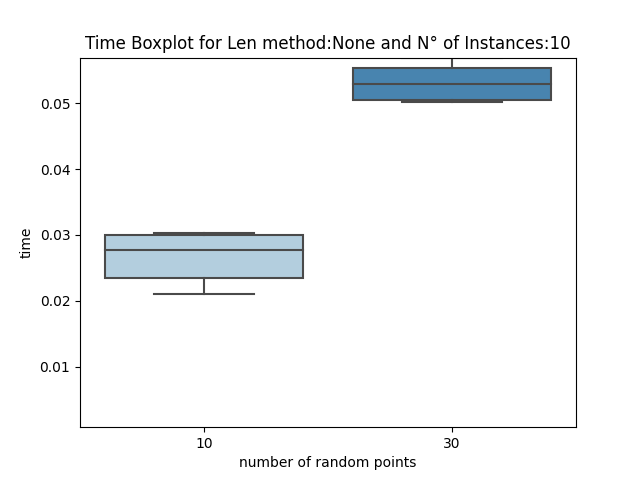 Time Boxplot for Len method:None and N° of Instances:10
0.05
0.04
0.03
0.02
0.01
time
10 30
number of random points